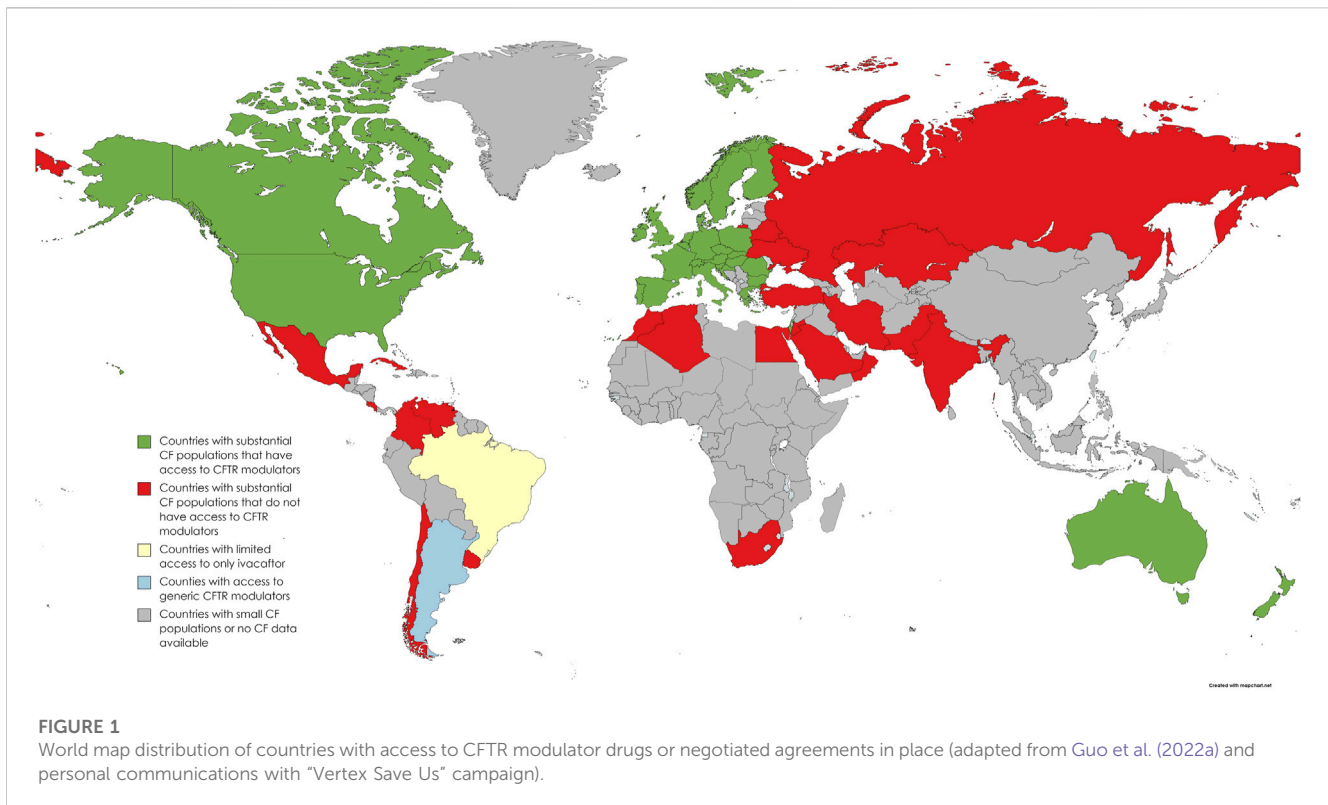 Countries with substantial
CF populations that have
access to CFTR modulators
Countries with substantial
CF populations that do not
have access to CFTR
modulators
Countries with limited
access to only ivacaftor
Counties with access to
generic CFTR modulators
Countries with small CF
populations or no CF data
available
Created with mapchart.net
FIGURE 1
World map distribution of countries with access to CFTR modulator drugs or negotiated agreements in place (adapted from Guo et al. (2022a) and
personal communications with “Vertex Save Us” campaign).